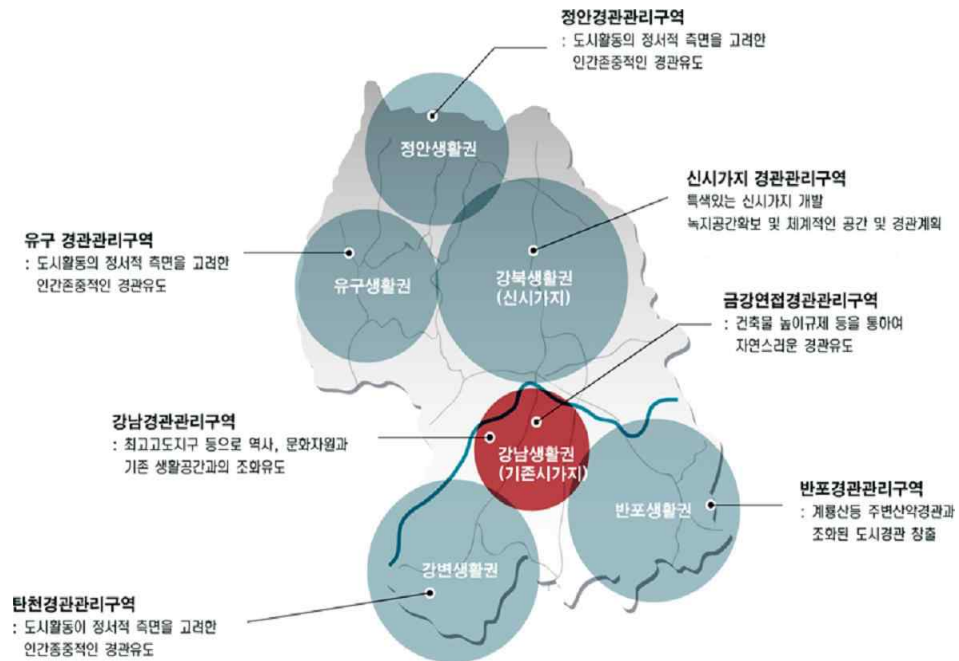 정안경관관리구역
: 도시활동의 정서적 측면을 고려한
인간존중적인 경관유도
정안생활권
신시가지 경관관리구역
특색있는 신시가지 개발
녹지공간확보 및 체계적인 공간 및 경관계획
유구 경관관리구역
: 도시활동의 정서적 측면을 고려한
인간존중적인 경관유도
유구생활권
강북생활권
(신시가지)
금강연접경관관리구역
: 건축물 높이규제 등을 통하여
자연스러운 경관유도
강남경관관리구역
: 최고고도지구 등으로 역사, 문화자원과
기존 생활공간과의 조화유도
강남생활권
(기존시가지)
반포경관관리구역
: 계룡산등 주변산악경관과
조화된 도시경관 창출
반포생활권
강변생활권
탄천경관관리구역
: 도시활동이 정서적 측면을 고려한
인간종중적인 경관유도